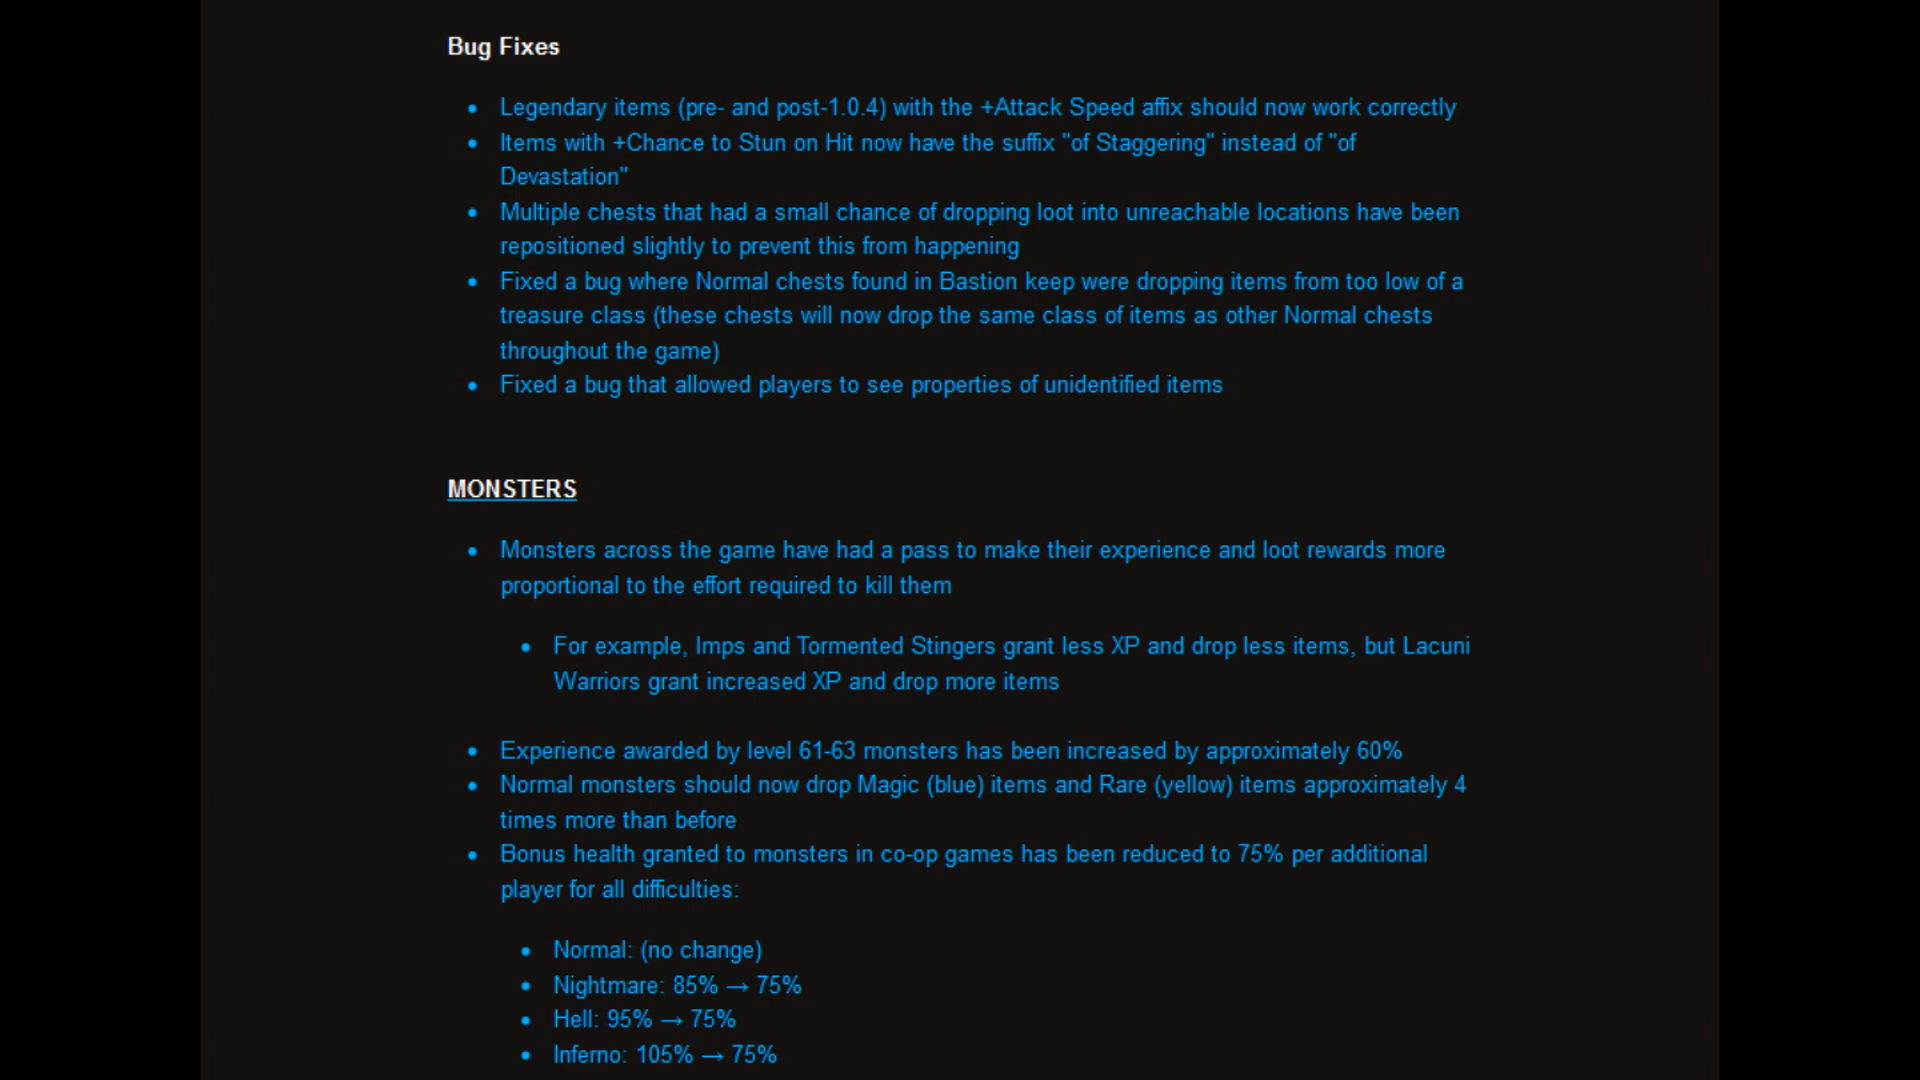 Bug Fixes
• Legendary items (pre- and post-1.0.4) with the +Attack Speed affix should now work correctly
• Items with +Chance to Stun on Hit now have the suffix "of Staggering" instead of "of
Devastation"
• Multiple chests that had a small chance of dropping loot into unreachable locations have been
repositioned slightly to prevent this from happening
• Fixed a bug where Normal chests found in Bastion keep were dropping items from too low of a
treasure class (these chests will now drop the same class of items as other Normal chests
throughout the game)
• Fixed a bug that allowed players to see properties of unidentified items
MONSTERS
• Monsters across the game have had a pass to make their experience and loot rewards more
proportional to the effort required to kill them
• For example, Imps and Tormented Stingers grant less XP and drop less items, but Lacuni
Warriors grant increased XP and drop more items
• Experience awarded by level 61-63 monsters has been increased by approximately 60%
• Normal monsters should now drop Magic (blue) items and Rare (yellow) items approximately 4
times more than before
• Bonus health granted to monsters in co-op games has been reduced to 75% per additional
player for all difficulties:
• Normal: (no change)
• Nightmare: 85% → 75%
• Hell: 95% → 75%
• Inferno: 105% → 75%